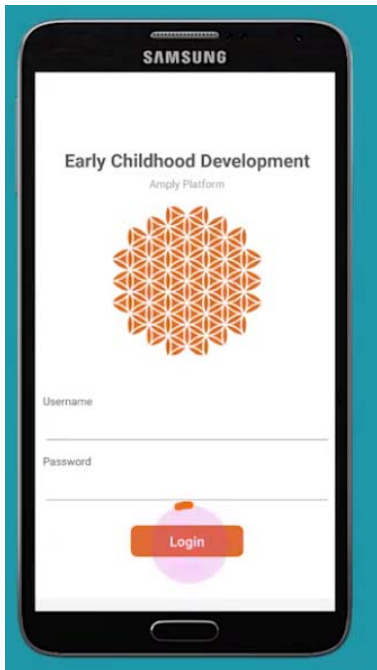 SAMSUNG
Early Childhood Development
Amply Platform
Username
Password
Login